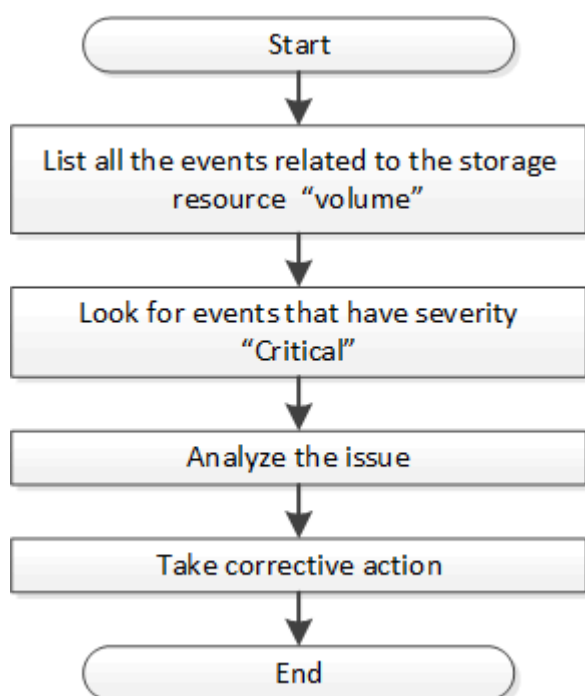 Start
List all the events related to the storage
resource “volume”
Look for events that have severity
“Critical”
Analyze the issue
Take corrective action
End